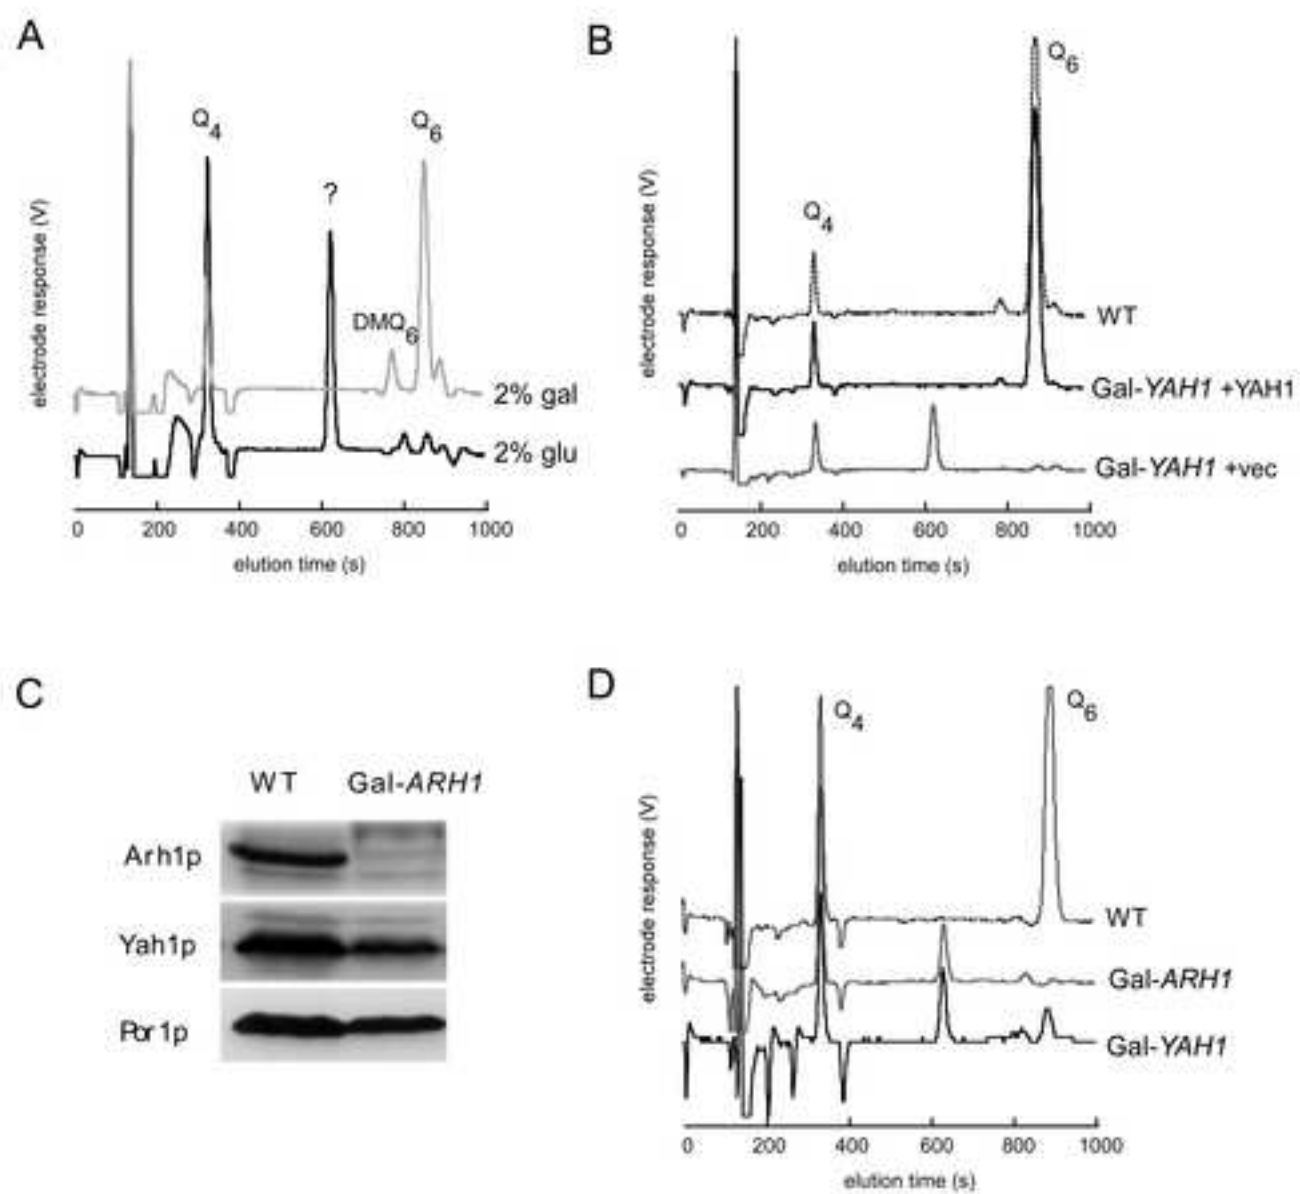 A
Q4
?
Q6
DMQ6
2% gal
2% glu
electrode response (V)
0 200 400 600 800 1000
elution time (s)
B
Q6
Q4
WT
Gal-YAH1 +YAH1
Gal-YAH1 +vec
electrode response (V)
0 200 400 600 800 1000
elution time (s)
C
WT Gal-ARH1
Arh1p
Yah1p
Por1p
D
Q4
Q6
WT
Gal-ARH1
Gal-YAH1
electrode response (V)
0 200 400 600 800 1000
elution time (s)